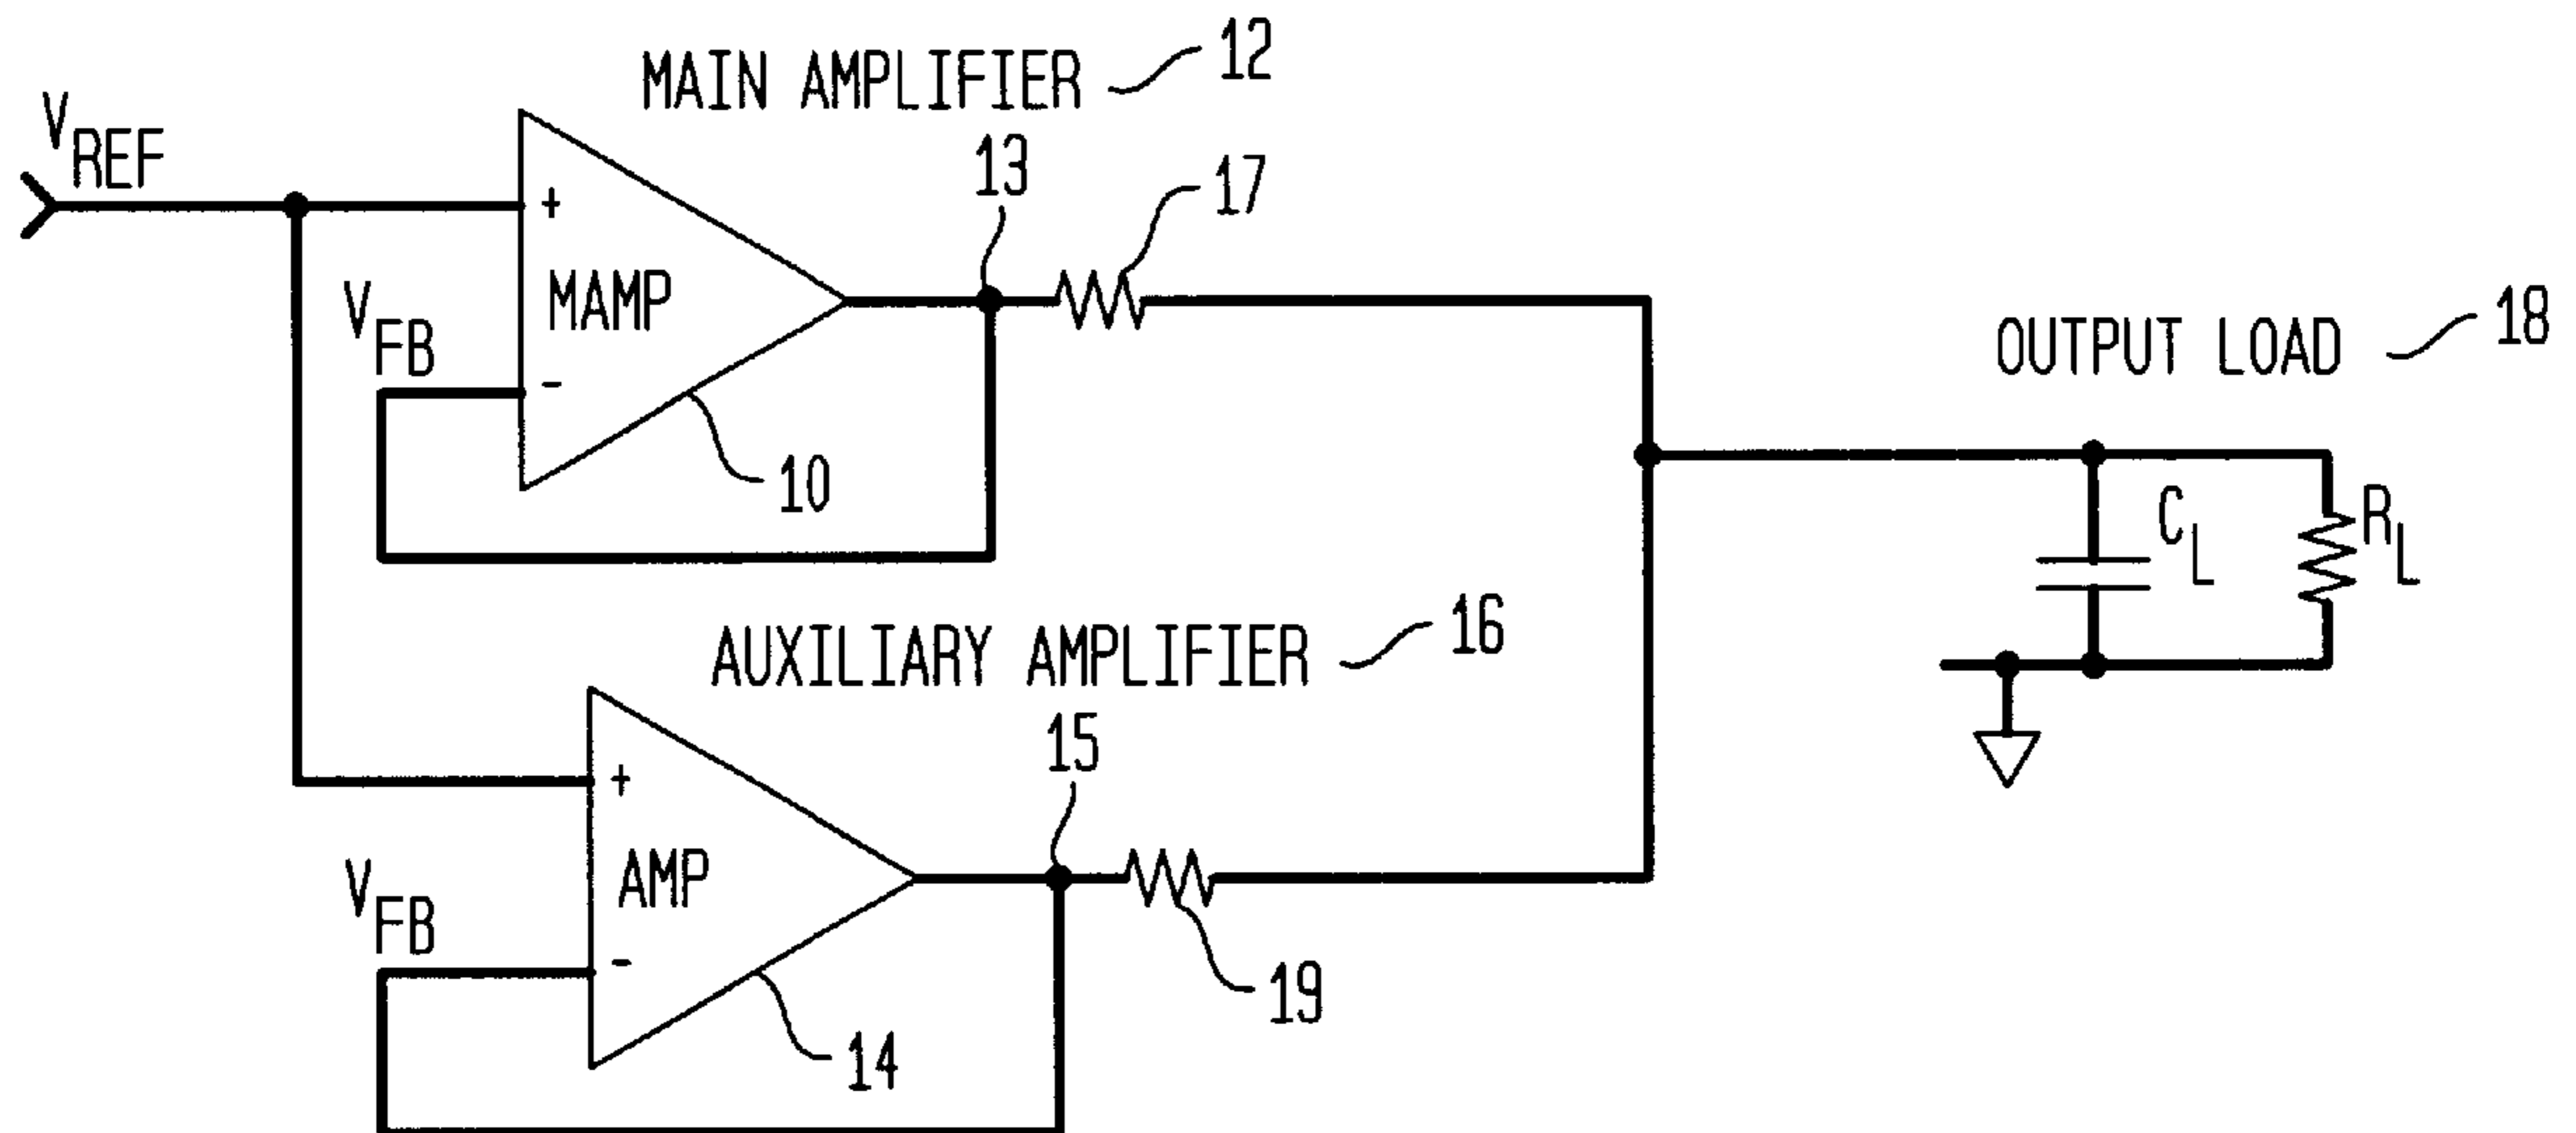 MAIN AMPLIFIER 12
V REF
13
17
+
MAMP
V FB
-
10
OUTPUT LOAD 18
C L
R L
AUXILIARY AMPLIFIER 16
15
+
AMP
V FB
-
19
14